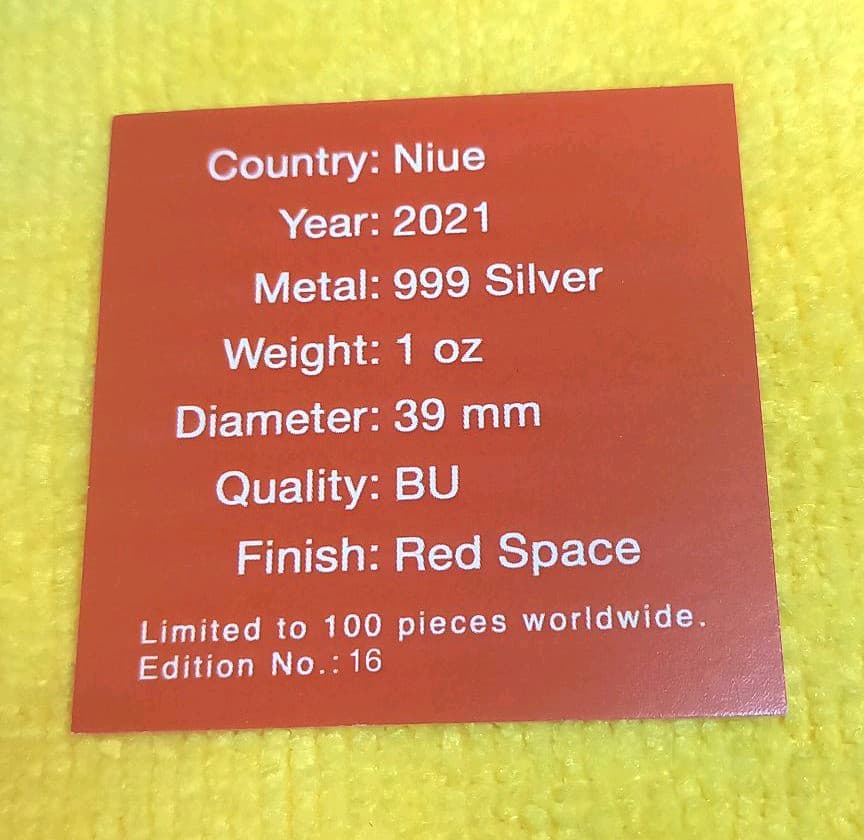 Country: Niue
Year: 2021
Metal: 999 Silver
Weight: 1 oz
Diameter: 39 mm
Quality: BU
Finish: Red Space
Limited to 100 pieces worldwide.
Edition No.: 16